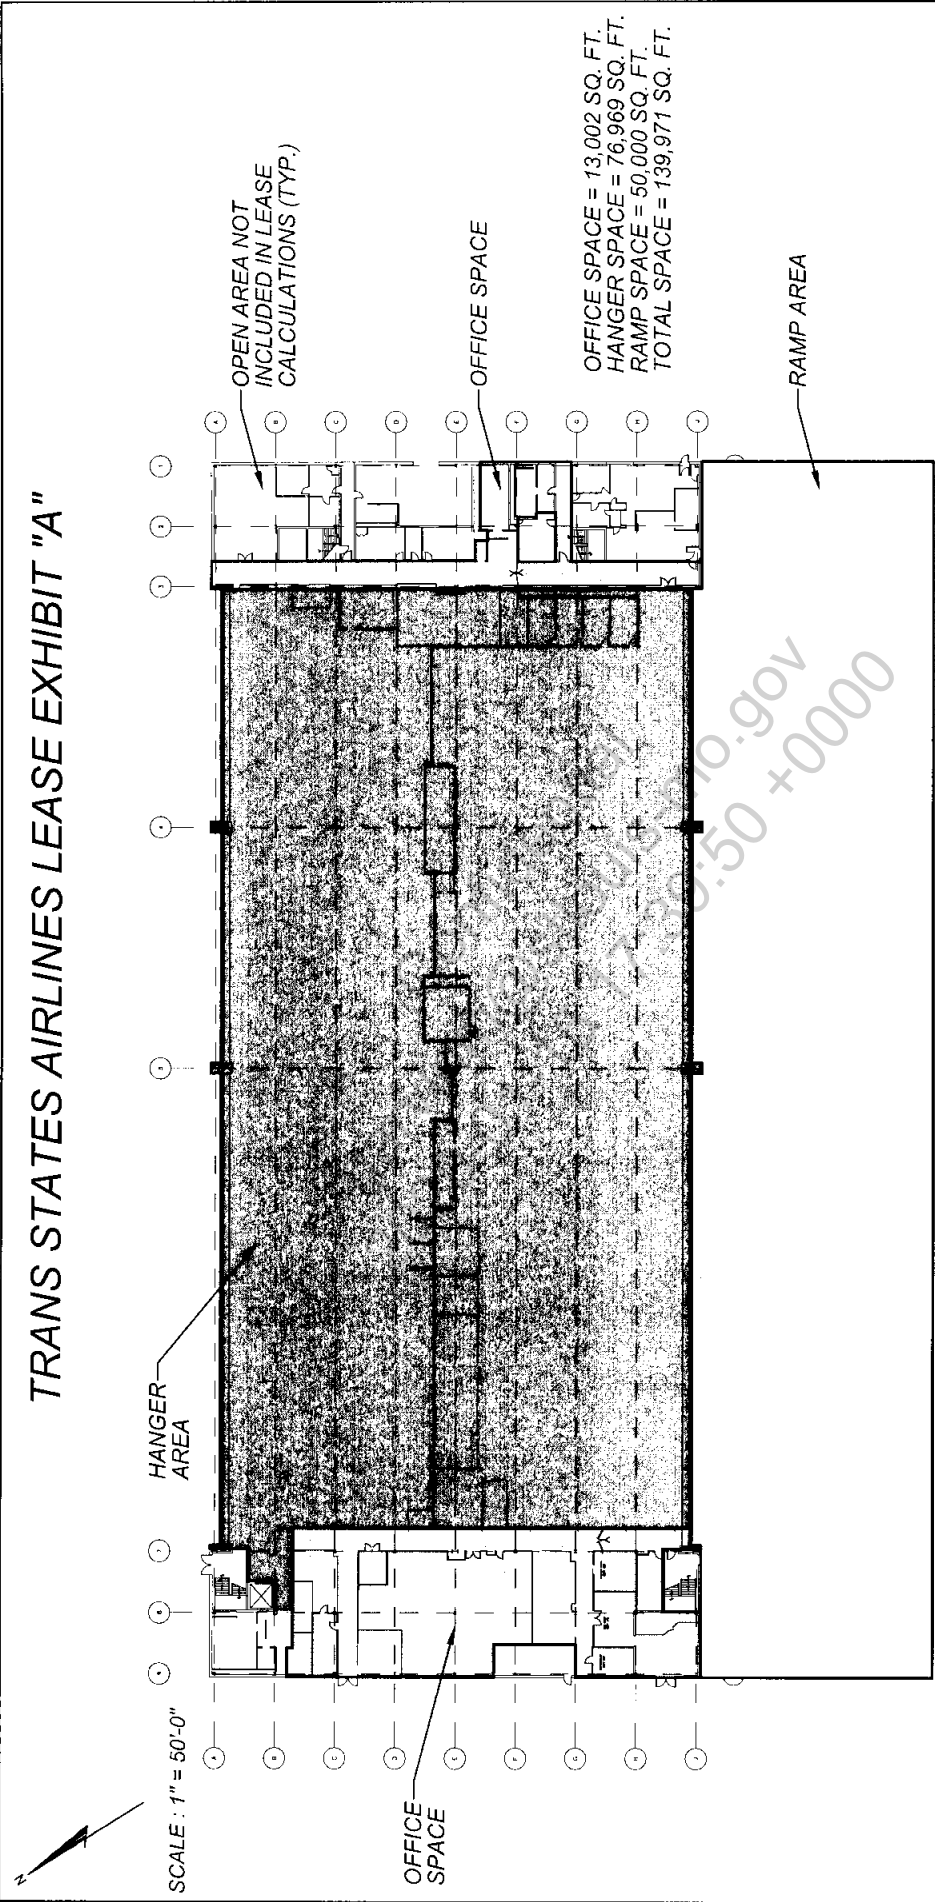 TRANS STATES AIRLINES LEASE EXHIBIT "A"
N
SCALE : 1" = 50'-0"
HANGER
AREA
OPEN AREA NOT
INCLUDED IN LEASE
CALCULATIONS (TYP.)
OFFICE SPACE
OFFICE
SPACE
OFFICE SPACE = 13,002 SQ. FT.
HANGER SPACE = 76,969 SQ. FT.
RAMP SPACE = 50,000 SQ. FT.
TOTAL SPACE = 139,971 SQ. FT.
RAMP AREA
A
B
C
D
E
F
G
H
J
A
B
C
D
E
F
G
H
J